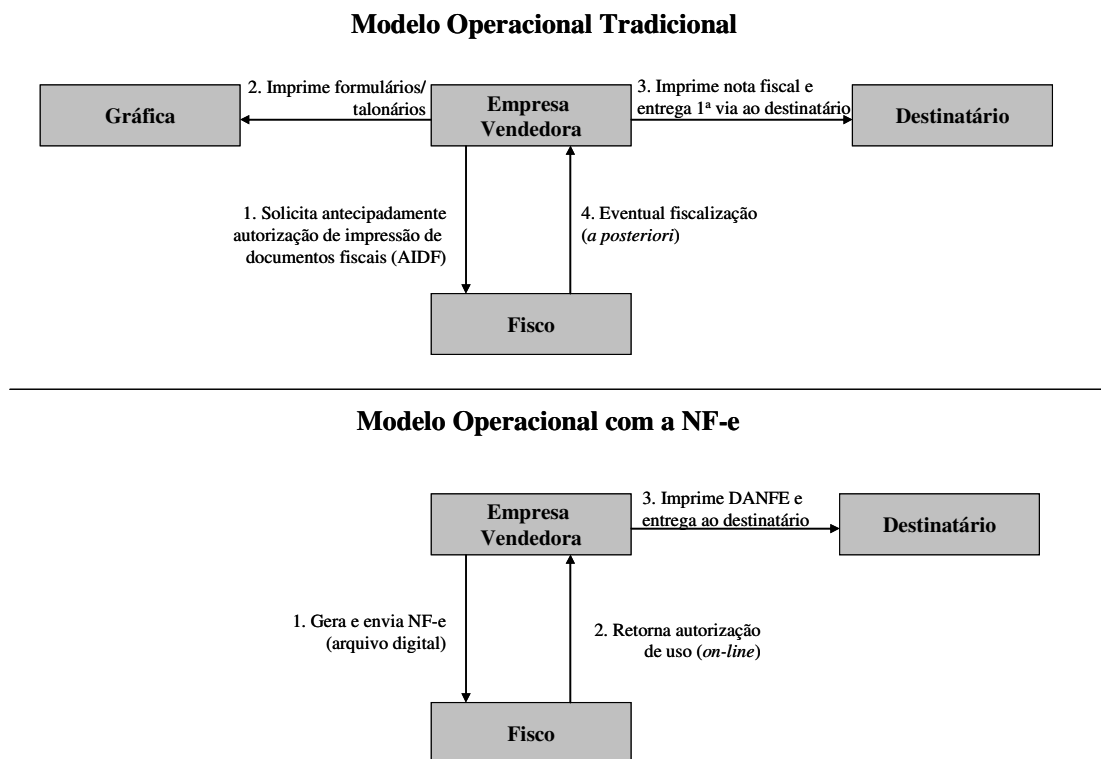 Modelo Operacional Tradicional
Gráfica
2. Imprime formulários/
talonários
Empresa
Vendedora
3. Imprime nota fiscal e
entrega 1ª via ao destinatário
Destinatário
1. Solicita antecipadamente
autorização de impressão de
documentos fiscais (AIDF)
4. Eventual fiscalização
(a posteriori)
Fisco
Modelo Operacional com a NF-e
Empresa
Vendedora
3. Imprime DANFE e
entrega ao destinatário
Destinatário
1. Gera e envia NF-e
(arquivo digital)
2. Retorna autorização
de uso (on-line)
Fisco